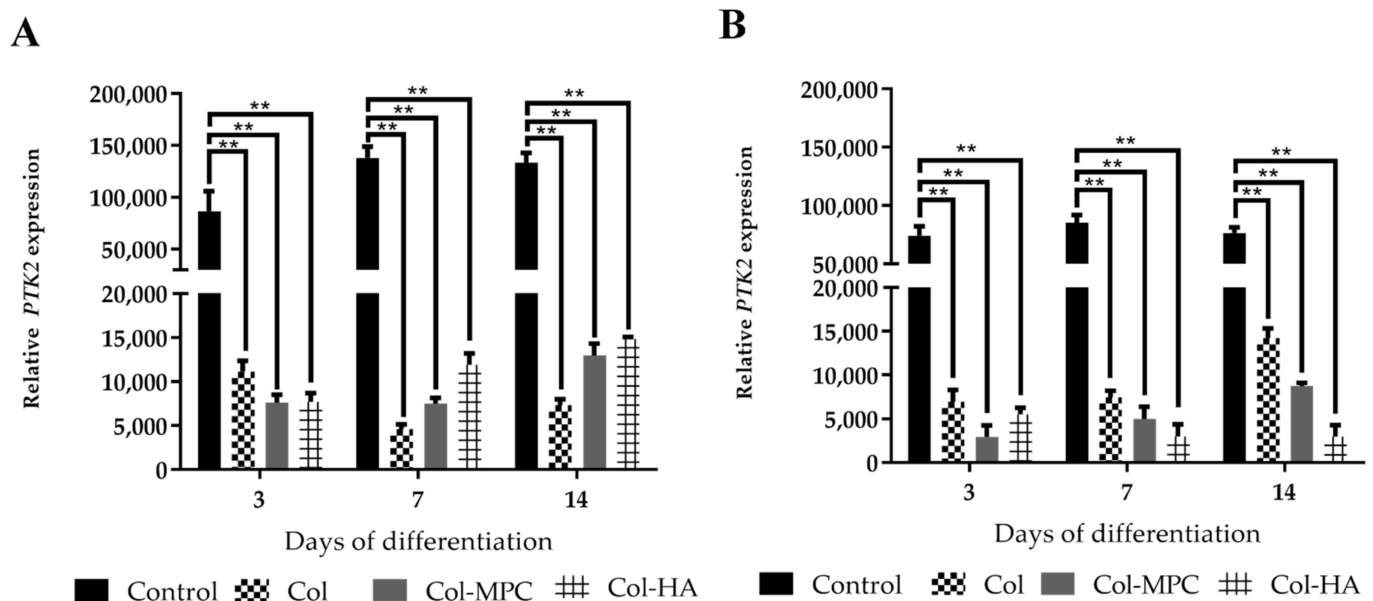 A
Relative PTK2 expression
200,000
150,000
100,000
50,000
20,000
15,000
10,000
5,000
0
** ** **
** ** **
** ** **
3 7 14
Days of differentiation
Control Col Col-MPC Col-HA
B
Relative PTK2 expression
200,000
150,000
100,000
50,000
20,000
15,000
10,000
5,000
0
** ** **
** ** **
** ** **
3 7 14
Days of differentiation
Control Col Col-MPC Col-HA